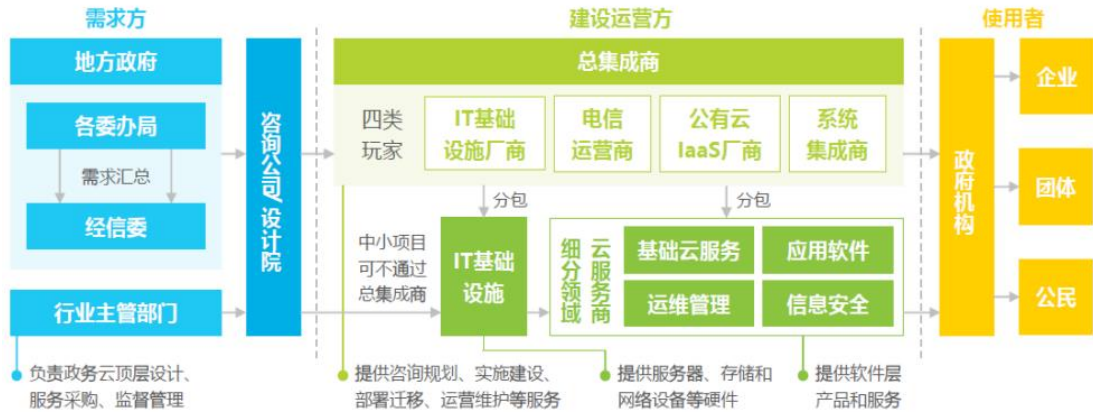 需求方
建设运营方
使用者
地方政府
各委办局
需求汇总
经信委
行业主管部门
负责政务云顶层设计、
服务采购、监督管理
咨询公司/设计院
总集成商
四类
玩家
IT基础
设施厂商
电信
运营商
公有云
IaaS厂商
系统
集成商
分包
分包
中小项目
可不通过
总集成商
IT基础
设施
细分领域
云服务商
基础云服务
应用软件
运维管理
信息安全
提供咨询规划、实施建设、
部署迁移、运营维护等服务
提供服务器、存储和
网络设备等硬件
提供软件层
产品和服务
政府机构
企业
团体
公民